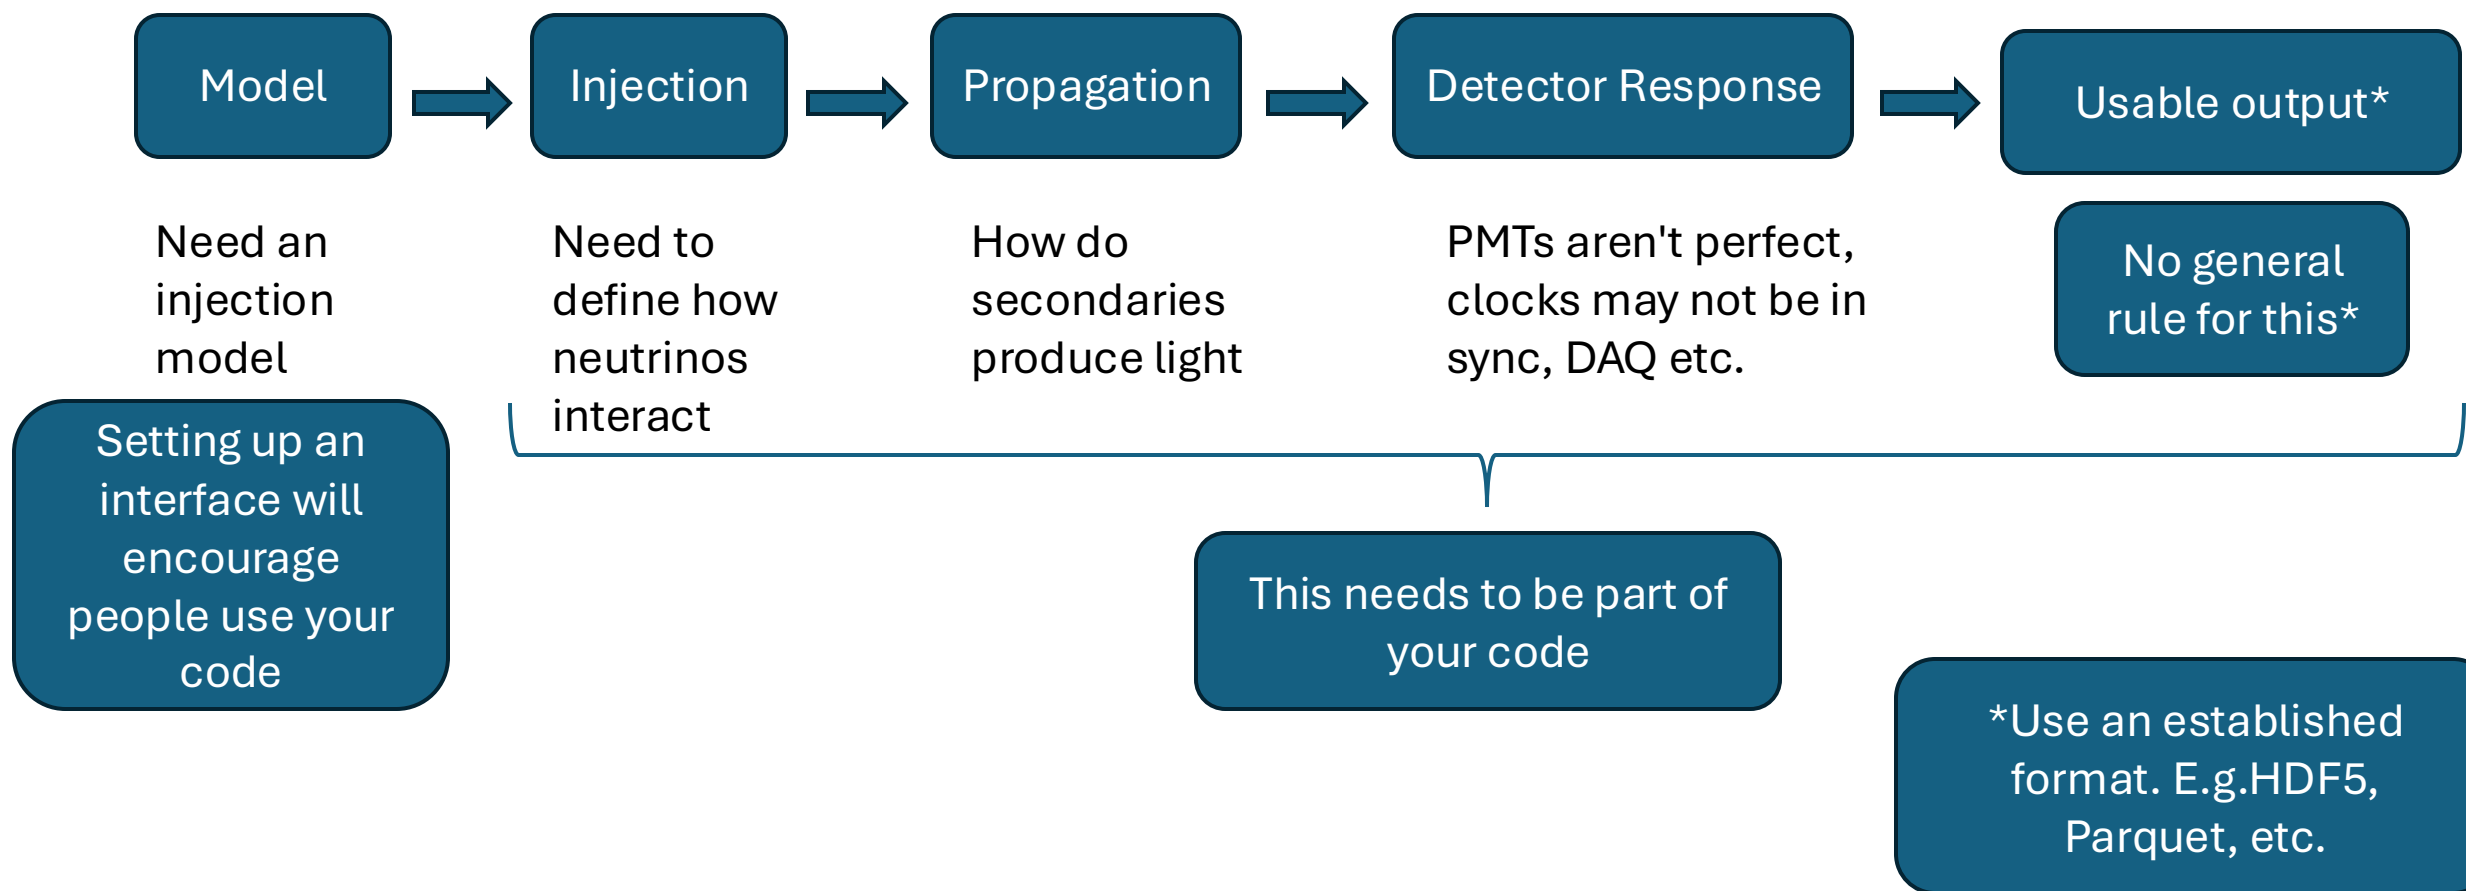 Model
Injection
Propagation
Detector Response
Usable output*
Need an
injection
model
Need to
define how
neutrinos
interact
How do
secondaries
produce light
PMTs aren't perfect,
clocks may not be in
sync, DAQ etc.
No general
rule for this*
Setting up an
interface will
encourage
people use your
code
This needs to be part of
your code
*Use an established
format. E.g.HDF5,
Parquet, etc.